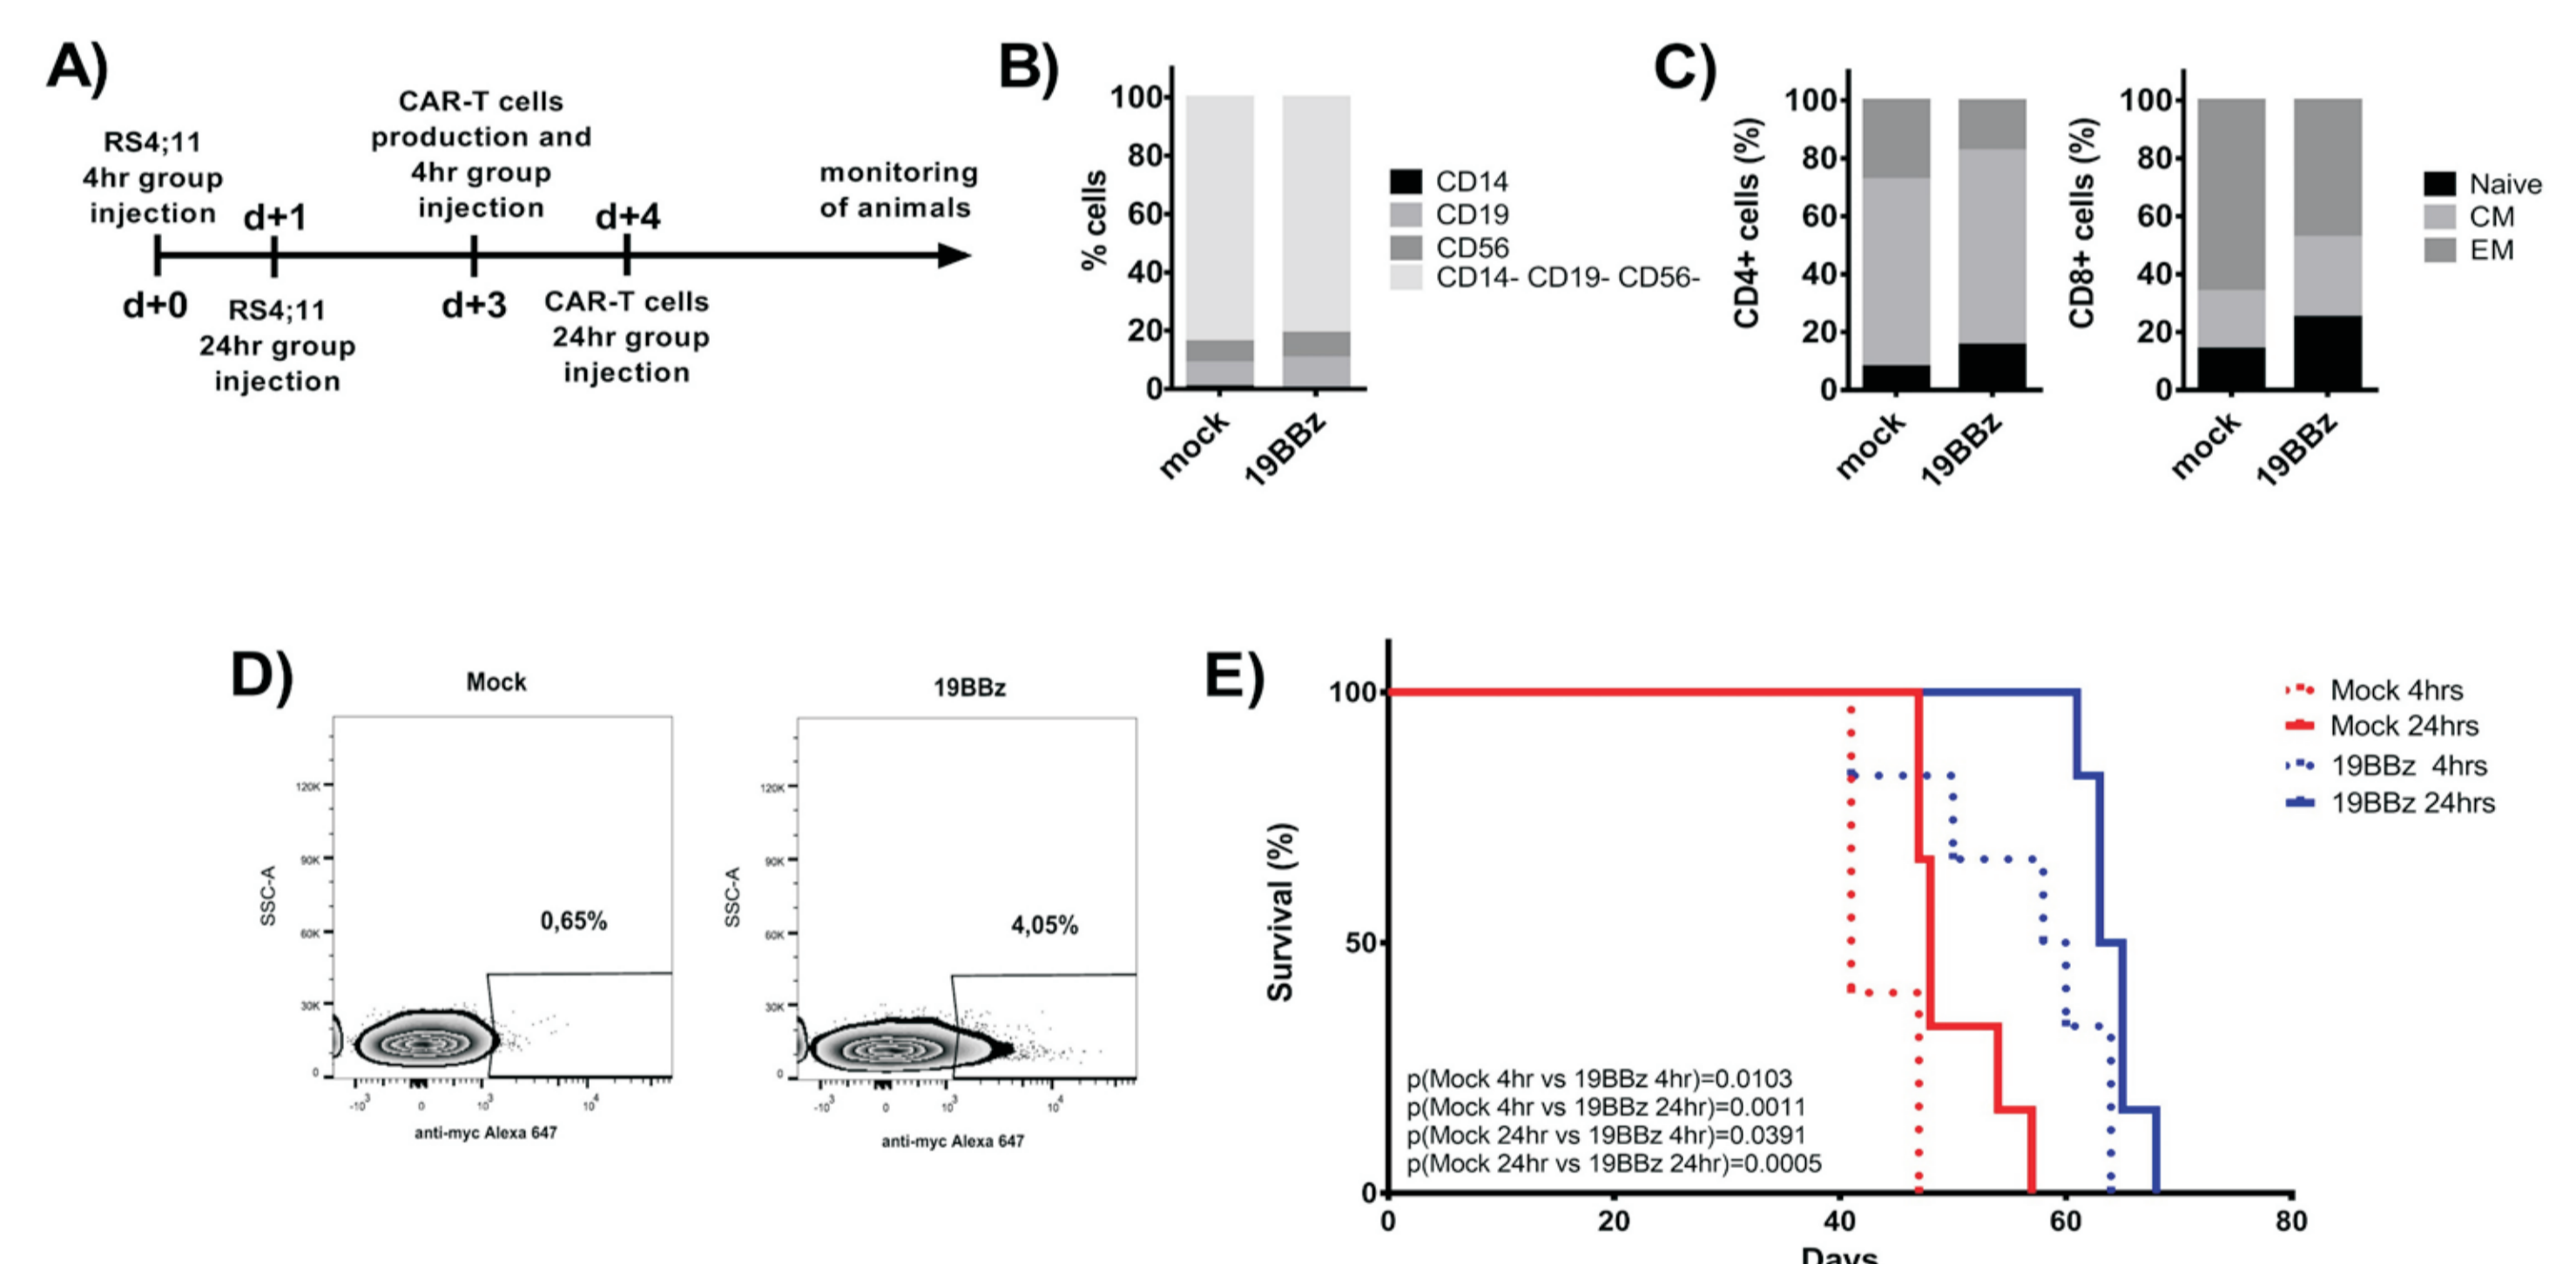 A)
RS4;11
4hr group
injection
d+1
CAR-T cells
production and
4hr group
injection
d+4
monitoring
of animals
d+0
RS4;11
24hr group
injection
d+3
CAR-T cells
24hr group
injection
B)
% cells
100
80
60
40
20
0
mock
19BBz
CD14
CD19
CD56
CD14- CD19- CD56-
C)
CD4+ cells (%)
100
80
60
40
20
0
mock
19BBz
CD8+ cells (%)
100
80
60
40
20
0
mock
19BBz
Naive
CM
EM
D)
Mock
SSC-A
120K
90K
60K
30K
0
0,65%
-10³
0
10³
10⁴
anti-myc Alexa 647
19BBz
SSC-A
120K
90K
60K
30K
0
4,05%
-10³
0
10³
10⁴
anti-myc Alexa 647
E)
Survival (%)
100
50
0
p(Mock 4hr vs 19BBz 4hr)=0.0103
p(Mock 4hr vs 19BBz 24hr)=0.0011
p(Mock 24hr vs 19BBz 4hr)=0.0391
p(Mock 24hr vs 19BBz 24hr)=0.0005
0
20
40
60
80
Days
Mock 4hrs
Mock 24hrs
19BBz 4hrs
19BBz 24hrs